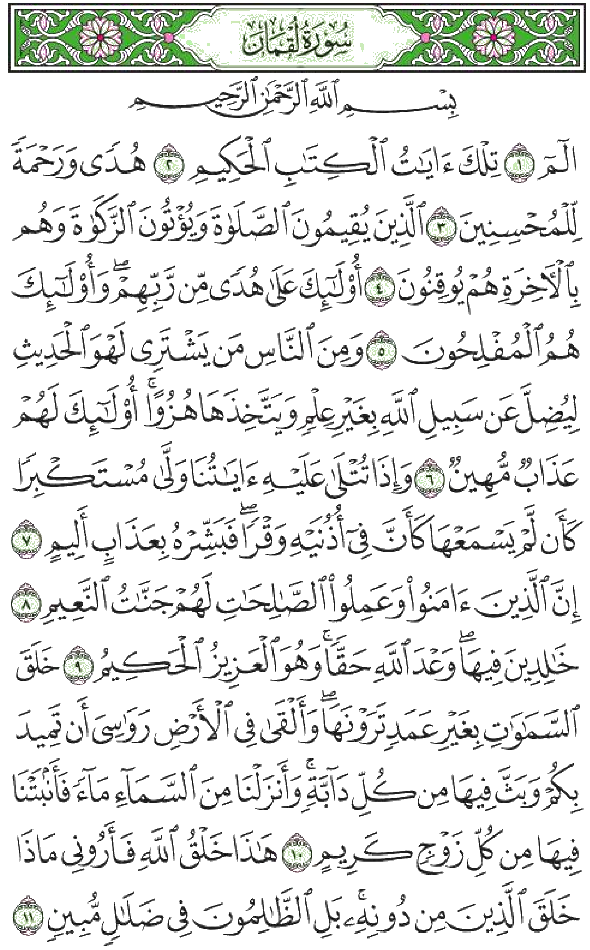 سُورَةُ لُقْمَانَ
بِسْمِ ٱللَّهِ ٱلرَّحْمَٰنِ ٱلرَّحِيمِ
الٓمٓ ١ تِلْكَ ءَايَٰتُ ٱلْكِتَٰبِ ٱلْحَكِيمِ ٢ هُدًى وَرَحْمَةً
لِّلْمُحْسِنِينَ ٣ ٱلَّذِينَ يُقِيمُونَ ٱلصَّلَوٰةَ وَيُؤْتُونَ ٱلزَّكَوٰةَ وَهُم
بِٱلْأَخِرَةِ هُمْ يُوقِنُونَ ٤ أُو۟لَٰٓئِكَ عَلَىٰ هُدًى مِّن رَّبِّهِمْ ۖ وَأُو۟لَٰٓئِكَ
هُمُ ٱلْمُفْلِحُونَ ٥ وَمِنَ ٱلنَّاسِ مَن يَشْتَرِى لَهْوَ ٱلْحَدِيثِ
لِيُضِلَّ عَن سَبِيلِ ٱللَّهِ بِغَيْرِ عِلْمٍ وَيَتَّخِذَهَا هُزُوًا ۚ أُو۟لَٰٓئِكَ لَهُمْ
عَذَابٌ مُّهِينٌ ٦ وَإِذَا تُتْلَىٰ عَلَيْهِ ءَايَٰتُنَا وَلَّىٰ مُسْتَكْبِرًا
كَأَن لَّمْ يَسْمَعْهَا كَأَنَّ فِىٓ أُذُنَيْهِ وَقْرًا ۖ فَبَشِّرْهُ بِعَذَابٍ أَلِيمٍ ٧
إِنَّ ٱلَّذِينَ ءَامَنُوا۟ وَعَمِلُوا۟ ٱلصَّٰلِحَٰتِ لَهُمْ جَنَّٰتُ ٱلنَّعِيمِ ٨
خَٰلِدِينَ فِيهَا ۖ وَعْدَ ٱللَّهِ حَقًّا ۚ وَهُوَ ٱلْعَزِيزُ ٱلْحَكِيمُ ٩ خَلَقَ
ٱلسَّمَٰوَٰتِ بِغَيْرِ عَمَدٍ تَرَوْنَهَا ۖ وَأَلْقَىٰ فِى ٱلْأَرْضِ رَوَٰسِىَ أَن تَمِيدَ
بِكُمْ وَبَثَّ فِيهَا مِن كُلِّ دَآبَّةٍ ۚ وَأَنزَلْنَا مِنَ ٱلسَّمَآءِ مَآءً فَأَنۢبَتْنَا
فِيهَا مِن كُلِّ زَوْجٍ كَرِيمٍ ١٠ هَٰذَا خَلْقُ ٱللَّهِ فَأَرُونِى مَاذَا
خَلَقَ ٱلَّذِينَ مِن دُونِهِۦ ۚ بَلِ ٱلظَّٰلِمُونَ فِى ضَلَٰلٍ مُّبِينٍ ١١